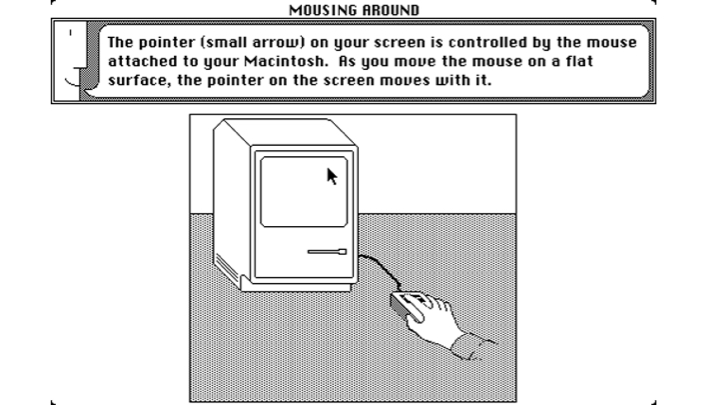 MOUSING AROUND
The pointer (small arrow) on your screen is controlled by the mouse
attached to your Macintosh.  As you move the mouse on a flat
surface, the pointer on the screen moves with it.